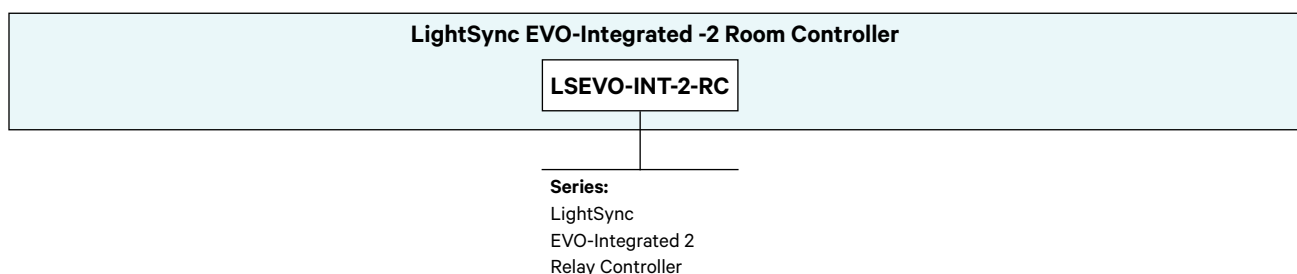 LightSync EVO-Integrated -2 Room Controller
LSEVO-INT-2-RC
Series:
LightSync
EVO-Integrated 2
Relay Controller